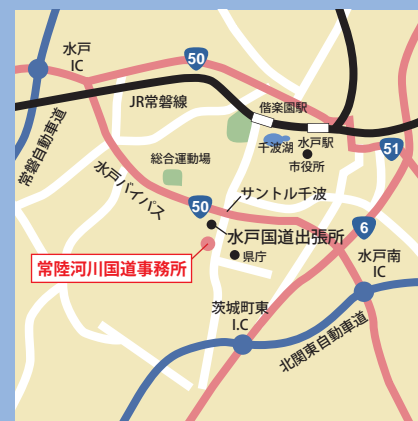 水戸
IC
50
JR常磐線
偕楽園駅
常磐自動車道
千波湖
水戸駅
市役所
51
総合運動場
水戸バイパス
サントル千波
50
6
水戸国道出張所
水戸南
IC
県庁
常陸河川国道事務所
茨城町東
I.C
北関東自動車道